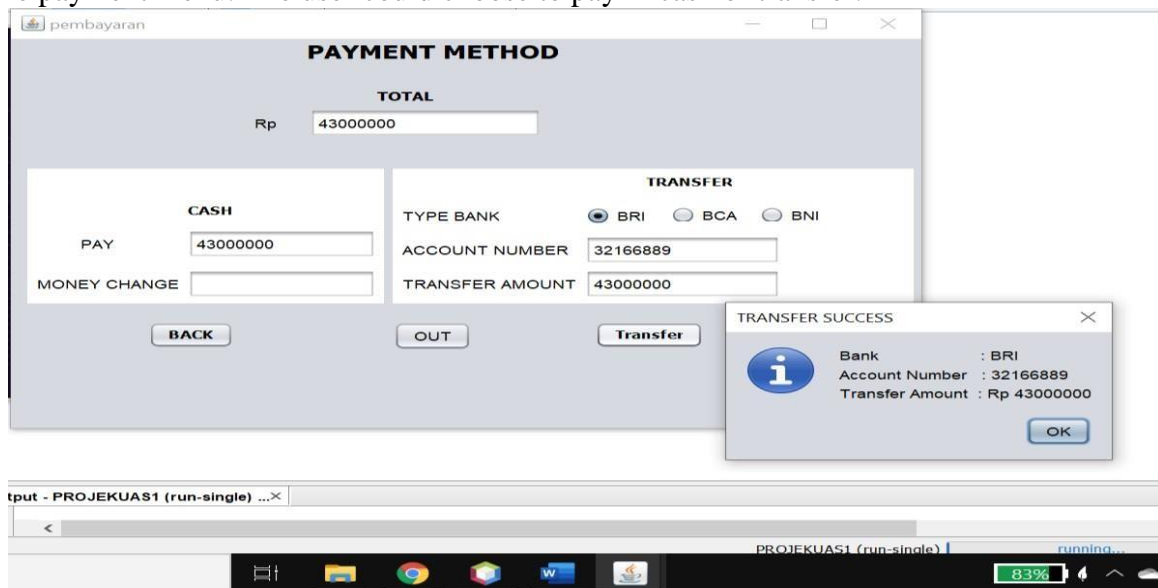 pembayaran
PAYMENT METHOD
TOTAL
Rp 43000000
CASH
PAY 43000000
MONEY CHANGE
TRANSFER
TYPE BANK BRI BCA BNI
ACCOUNT NUMBER 32166889
TRANSFER AMOUNT 43000000
BACK OUT Transfer
TRANSFER SUCCESS
Bank : BRI
Account Number : 32166889
Transfer Amount : Rp 43000000
OK
tput - PROJEKUAS1 (run-single) ...×
PROJEKUAS1 (run-single) running...
83%